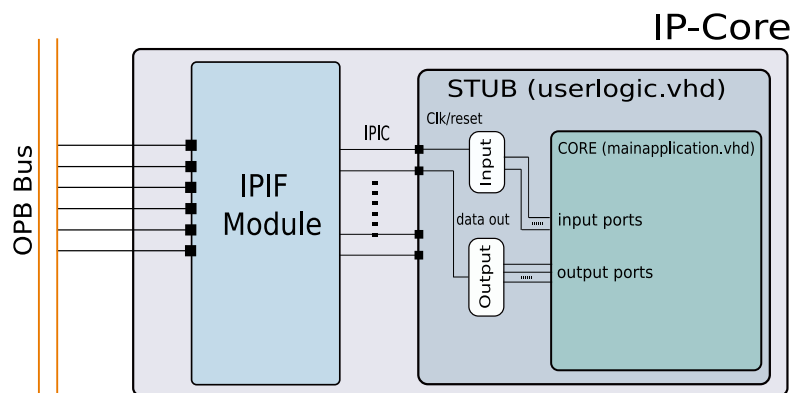 IP-Core
STUB (userlogic.vhd)
Clk/reset
IPIC
CORE (mainapplication.vhd)
Input
OPB Bus
IPIF
Module
data out
input ports
Output
output ports